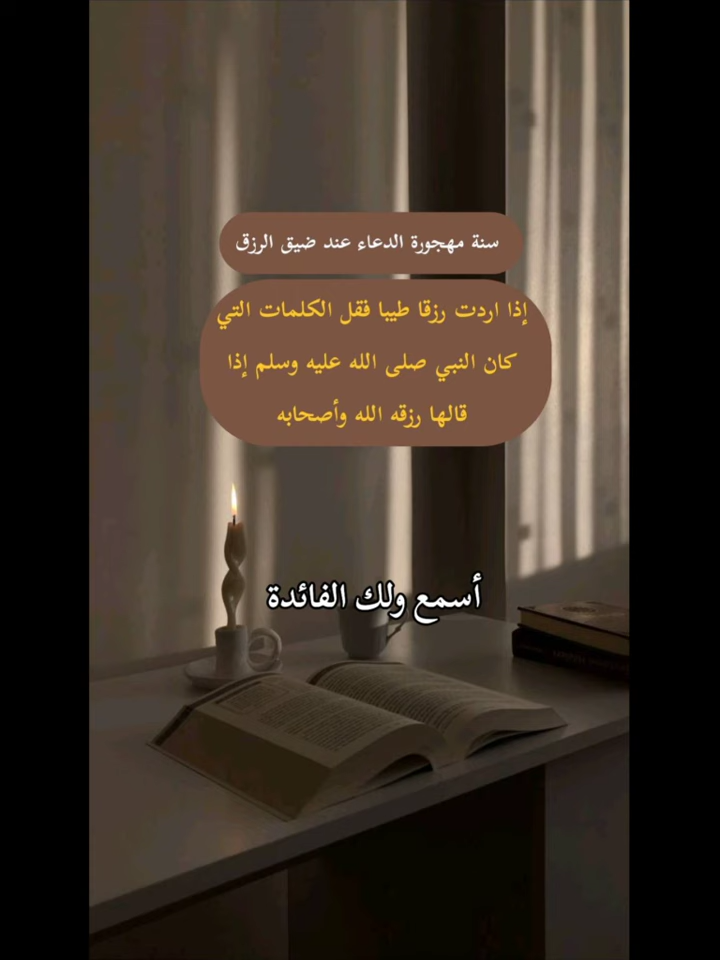 سنة مهجورة الدعاء عند ضيق الرزق
إذا اردت رزقا طيبا فقل الكلمات التي
كان النبي صلى الله عليه وسلم إذا
قالها رزقه الله وأصحابه
أسمع ولك الفائدة